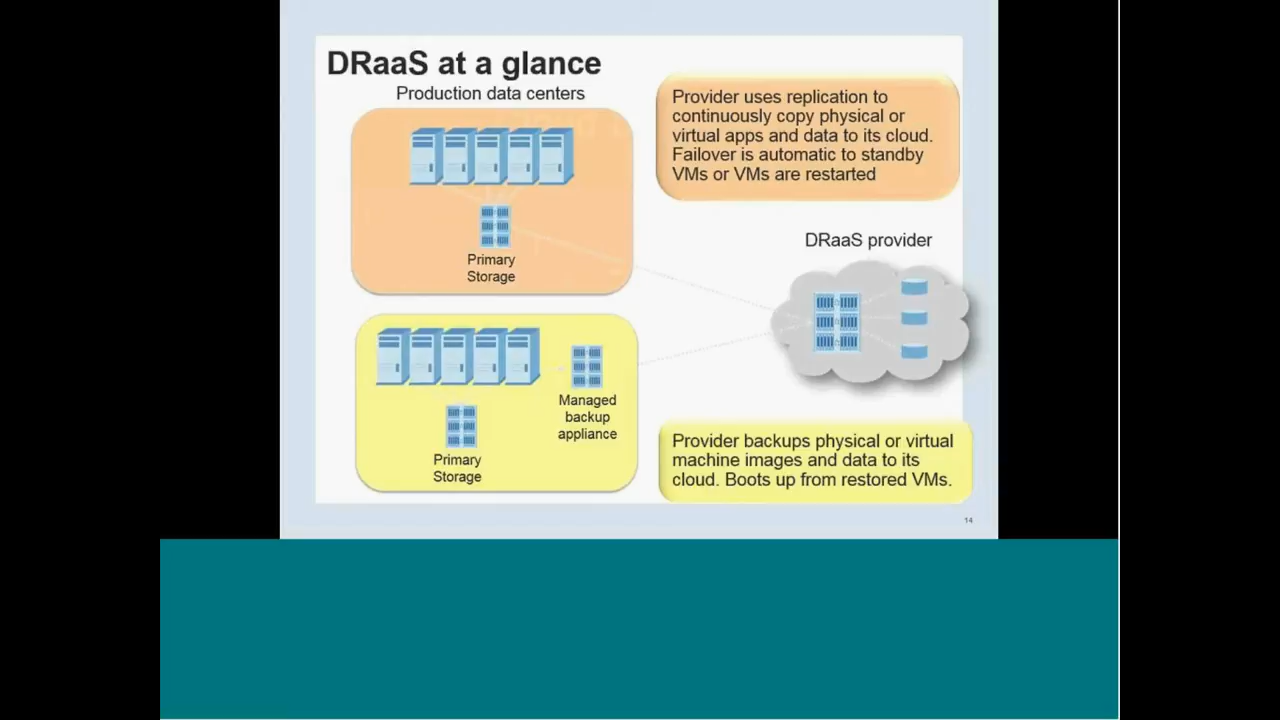 DRaaS at a glance
Production data centers
Provider uses replication to
continuously copy physical or
virtual apps and data to its cloud.
Failover is automatic to standby
VMs or VMs are restarted
Primary
Storage
DRaaS provider
Managed
backup
appliance
Primary
Storage
Provider backups physical or virtual
machine images and data to its
cloud. Boots up from restored VMs.
14